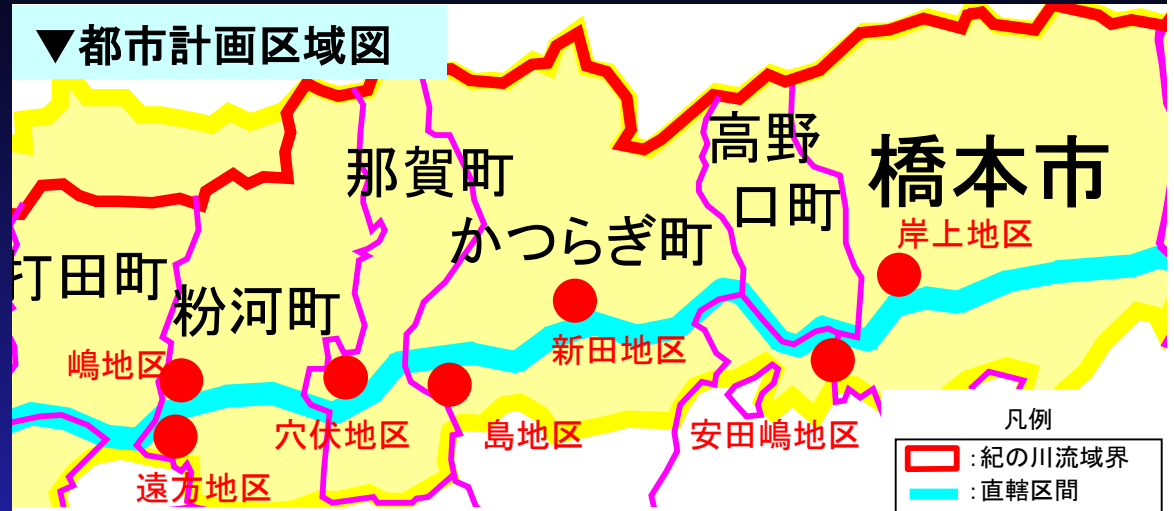 ▼都市計画区域図
高野
口町
橋本市
那賀町
かつらぎ町
岸上地区
打田町
粉河町
嶋地区
新田地区
穴伏地区
島地区
安田嶋地区
遠方地区
凡例
:紀の川流域界
:直轄区間